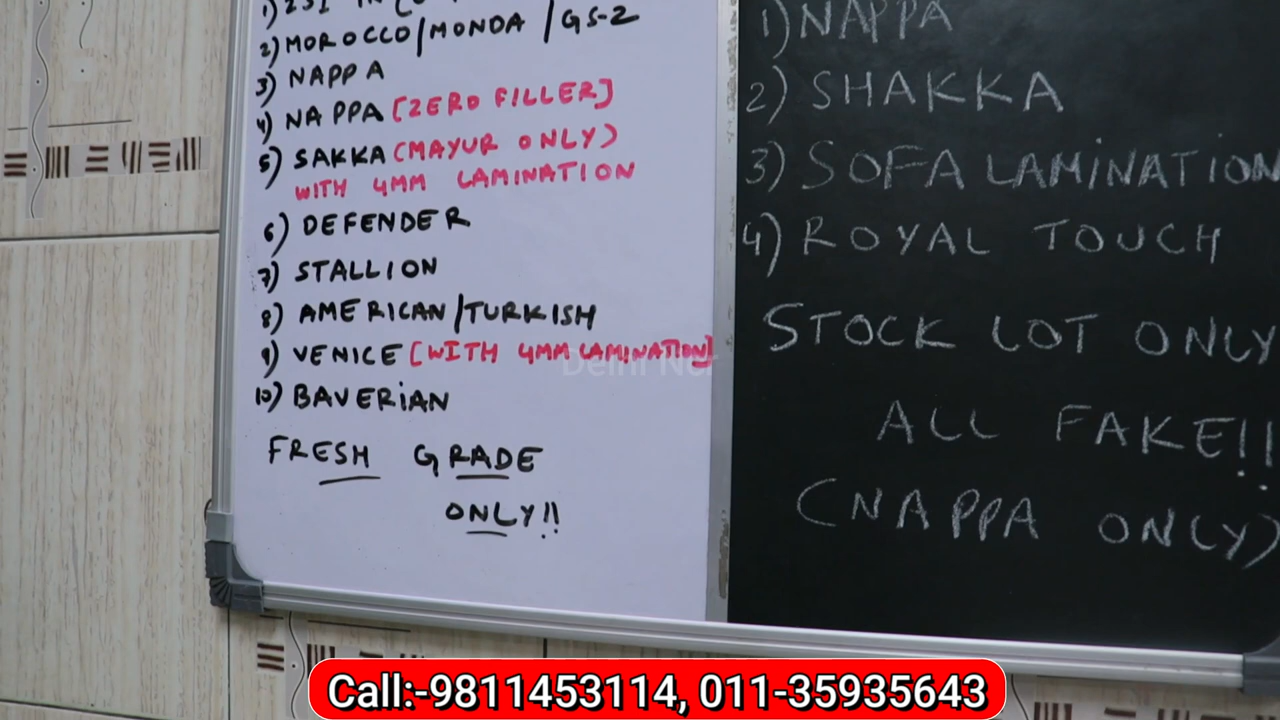 2) MOROCCO/MONDA /GS-2
3) NAPPA
4) NAPPA [ZERO FILLER]
5) SAKKA (MAYUR ONLY)
WITH 4MM LAMINATION
6) DEFENDER
7) STALLION
8) AMERICAN/TURKISH
9) VENICE [WITH 4MM LAMINATION]
10) BAVERiAN
FRESH GRADE
ONLY!!
1) NAPPA
2) SHAKKA
3) SOFA LAMiNATiON
4) ROYAL TOUCH
STOCK LOT ONLY
ALL FAKE!!
(NAPPA ONLY)
Delhi Ncr
Call:-9811453114, 011-35935643